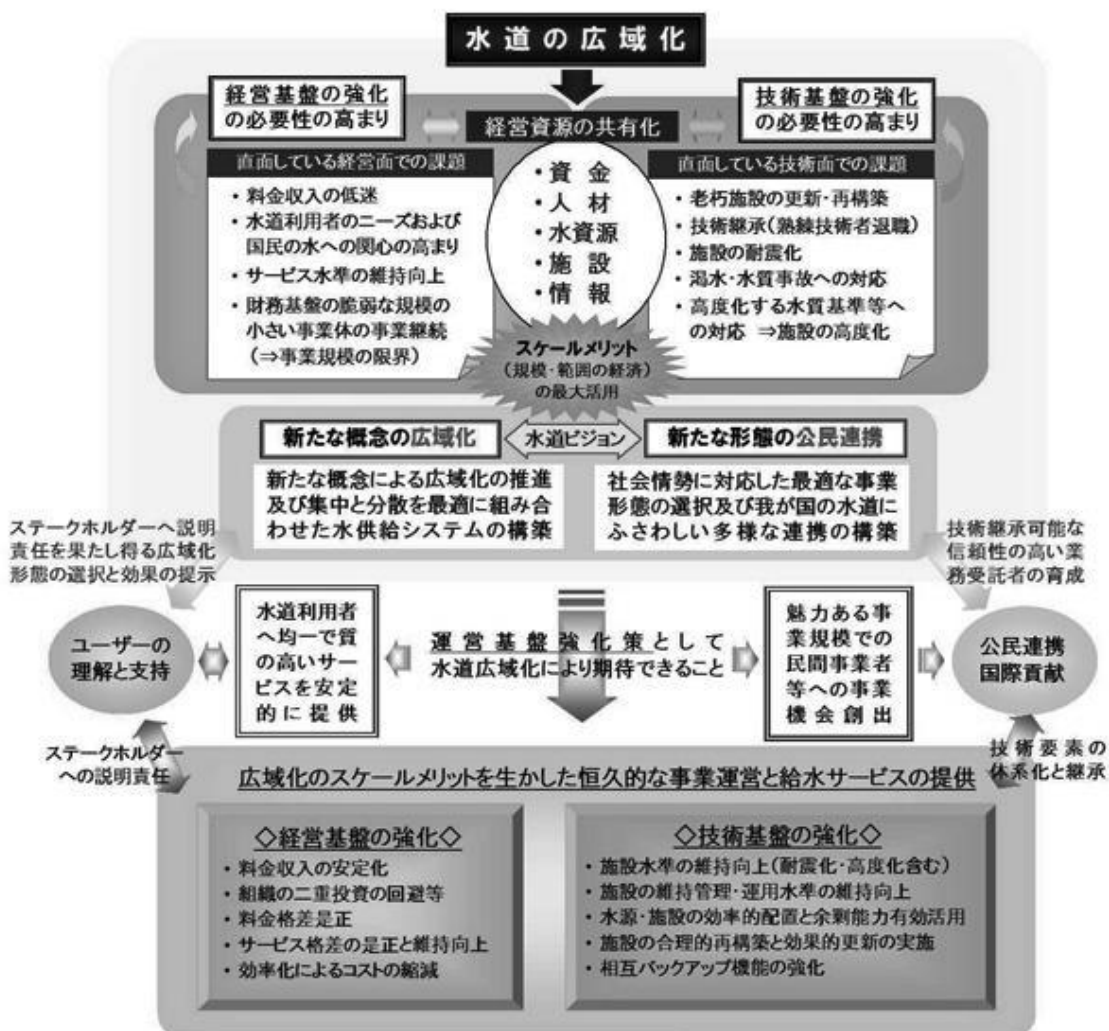 水道の広域化
経営基盤の強化
の必要性の高まり
経営資源の共有化
技術基盤の強化
の必要性の高まり
直面している経営面での課題
・料金収入の低迷
・水道利用者のニーズおよび
国民の水への関心の高まり
・サービス水準の維持向上
・財務基盤の脆弱な規模の
小さい事業体の事業継続
(⇒事業規模の限界)
・資金
・人材
・水資源
・施設
・情報
直面している技術面での課題
・老朽施設の更新・再構築
・技術継承(熟練技術者退職)
・施設の耐震化
・渇水・水質事故への対応
・高度化する水質基準等へ
の対応 ⇒施設の高度化
スケールメリット
(規模・範囲の経済)
の最大活用
新たな概念の広域化
水道ビジョン
新たな形態の公民連携
新たな概念による広域化の推進
及び集中と分散を最適に組み合
わせた水供給システムの構築
社会情勢に対応した最適な事業
形態の選択及び我が国の水道に
ふさわしい多様な連携の構築
ステークホルダーへ説明
責任を果たし得る広域化
形態の選択と効果の提示
技術継承可能な
信頼性の高い業
務受託者の育成
ユーザーの
理解と支持
水道利用者
へ均一で質
の高いサー
ビスを安定
的に提供
運営基盤強化策として
水道広域化により期待できること
魅力ある事
業規模での
民間事業者
等への事業
機会創出
公民連携
国際貢献
ステークホルダー
への説明責任
技術要素の
体系化と継承
広域化のスケールメリットを生かした恒久的な事業運営と給水サービスの提供
◇経営基盤の強化◇
・料金収入の安定化
・組織の二重投資の回避等
・料金格差是正
・サービス格差の是正と維持向上
・効率化によるコストの縮減
◇技術基盤の強化◇
・施設水準の維持向上(耐震化・高度化含む)
・施設の維持管理・運用水準の維持向上
・水源・施設の効率的配置と余剰能力有効活用
・施設の合理的再構築と効果的更新の実施
・相互バックアップ機能の強化